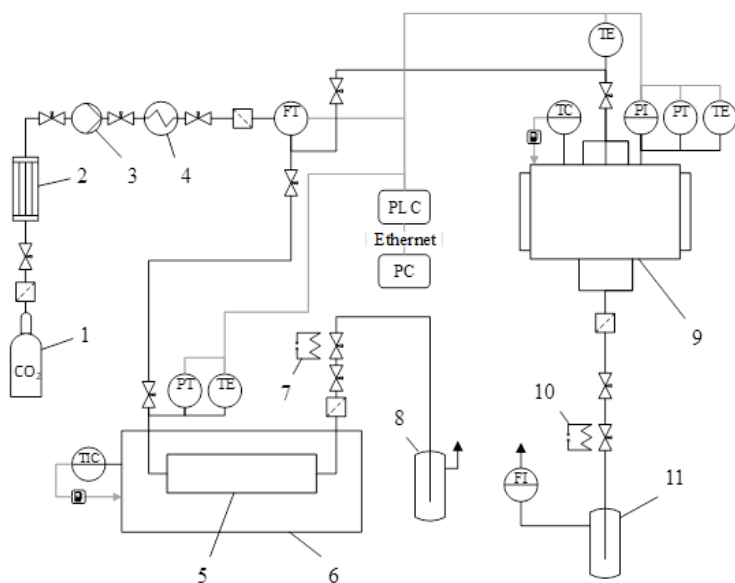 TE
FT
TC
PI
PT
TE
2
3
4
PLC
Ethernet
PC
9
1
CO2
7
PT
TE
8
10
TIC
FI
11
5
6